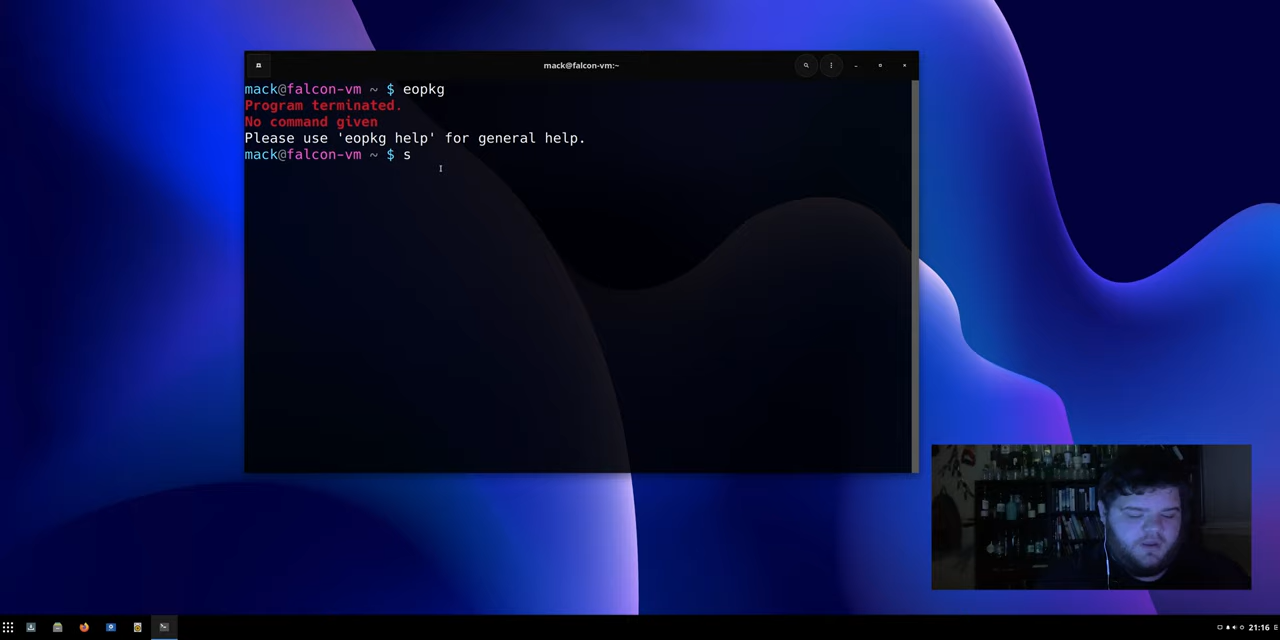 mack@falcon-vm:~
mack@falcon-vm ~ $ eopkg
Program terminated.
No command given
Please use 'eopkg help' for general help.
mack@falcon-vm ~ $ s
21:16